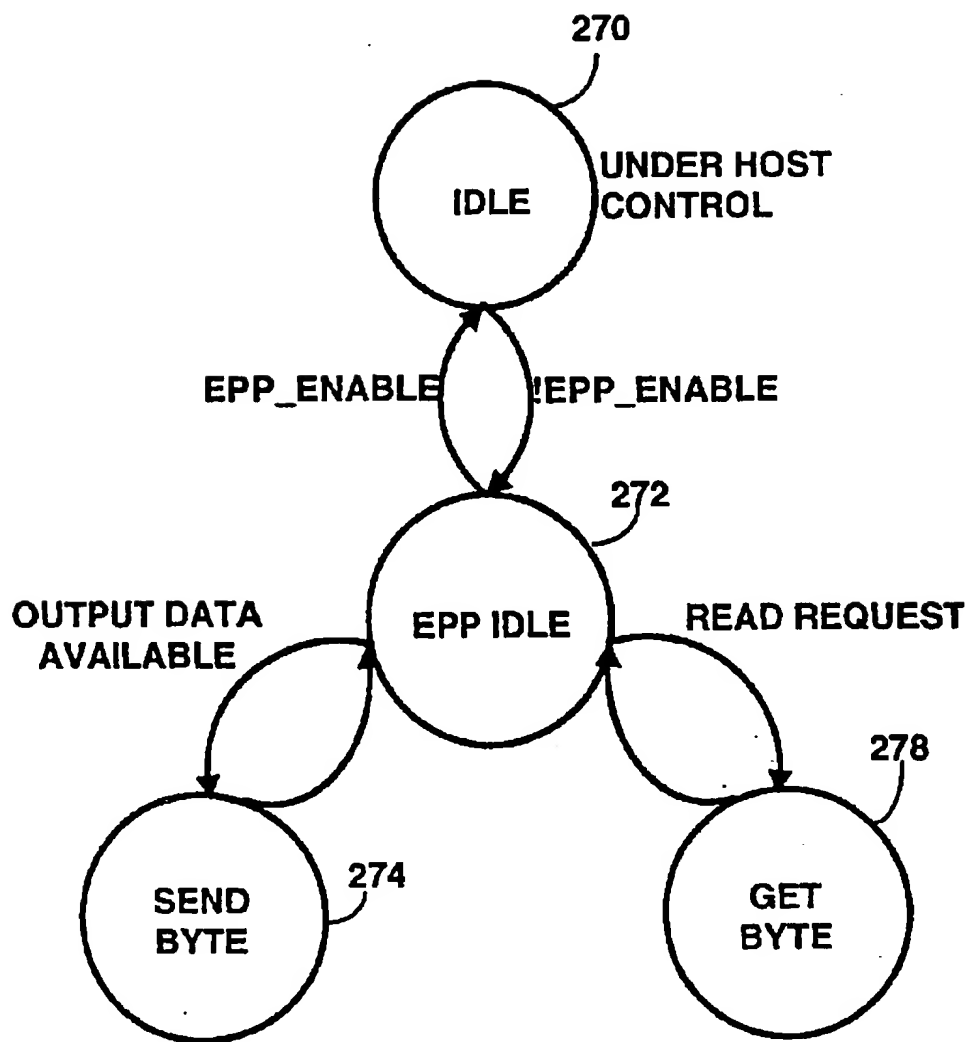 270
IDLE
UNDER HOST
CONTROL
EPP_ENABLE
!EPP_ENABLE
272
EPP IDLE
OUTPUT DATA
AVAILABLE
READ REQUEST
278
SEND
BYTE
274
GET
BYTE